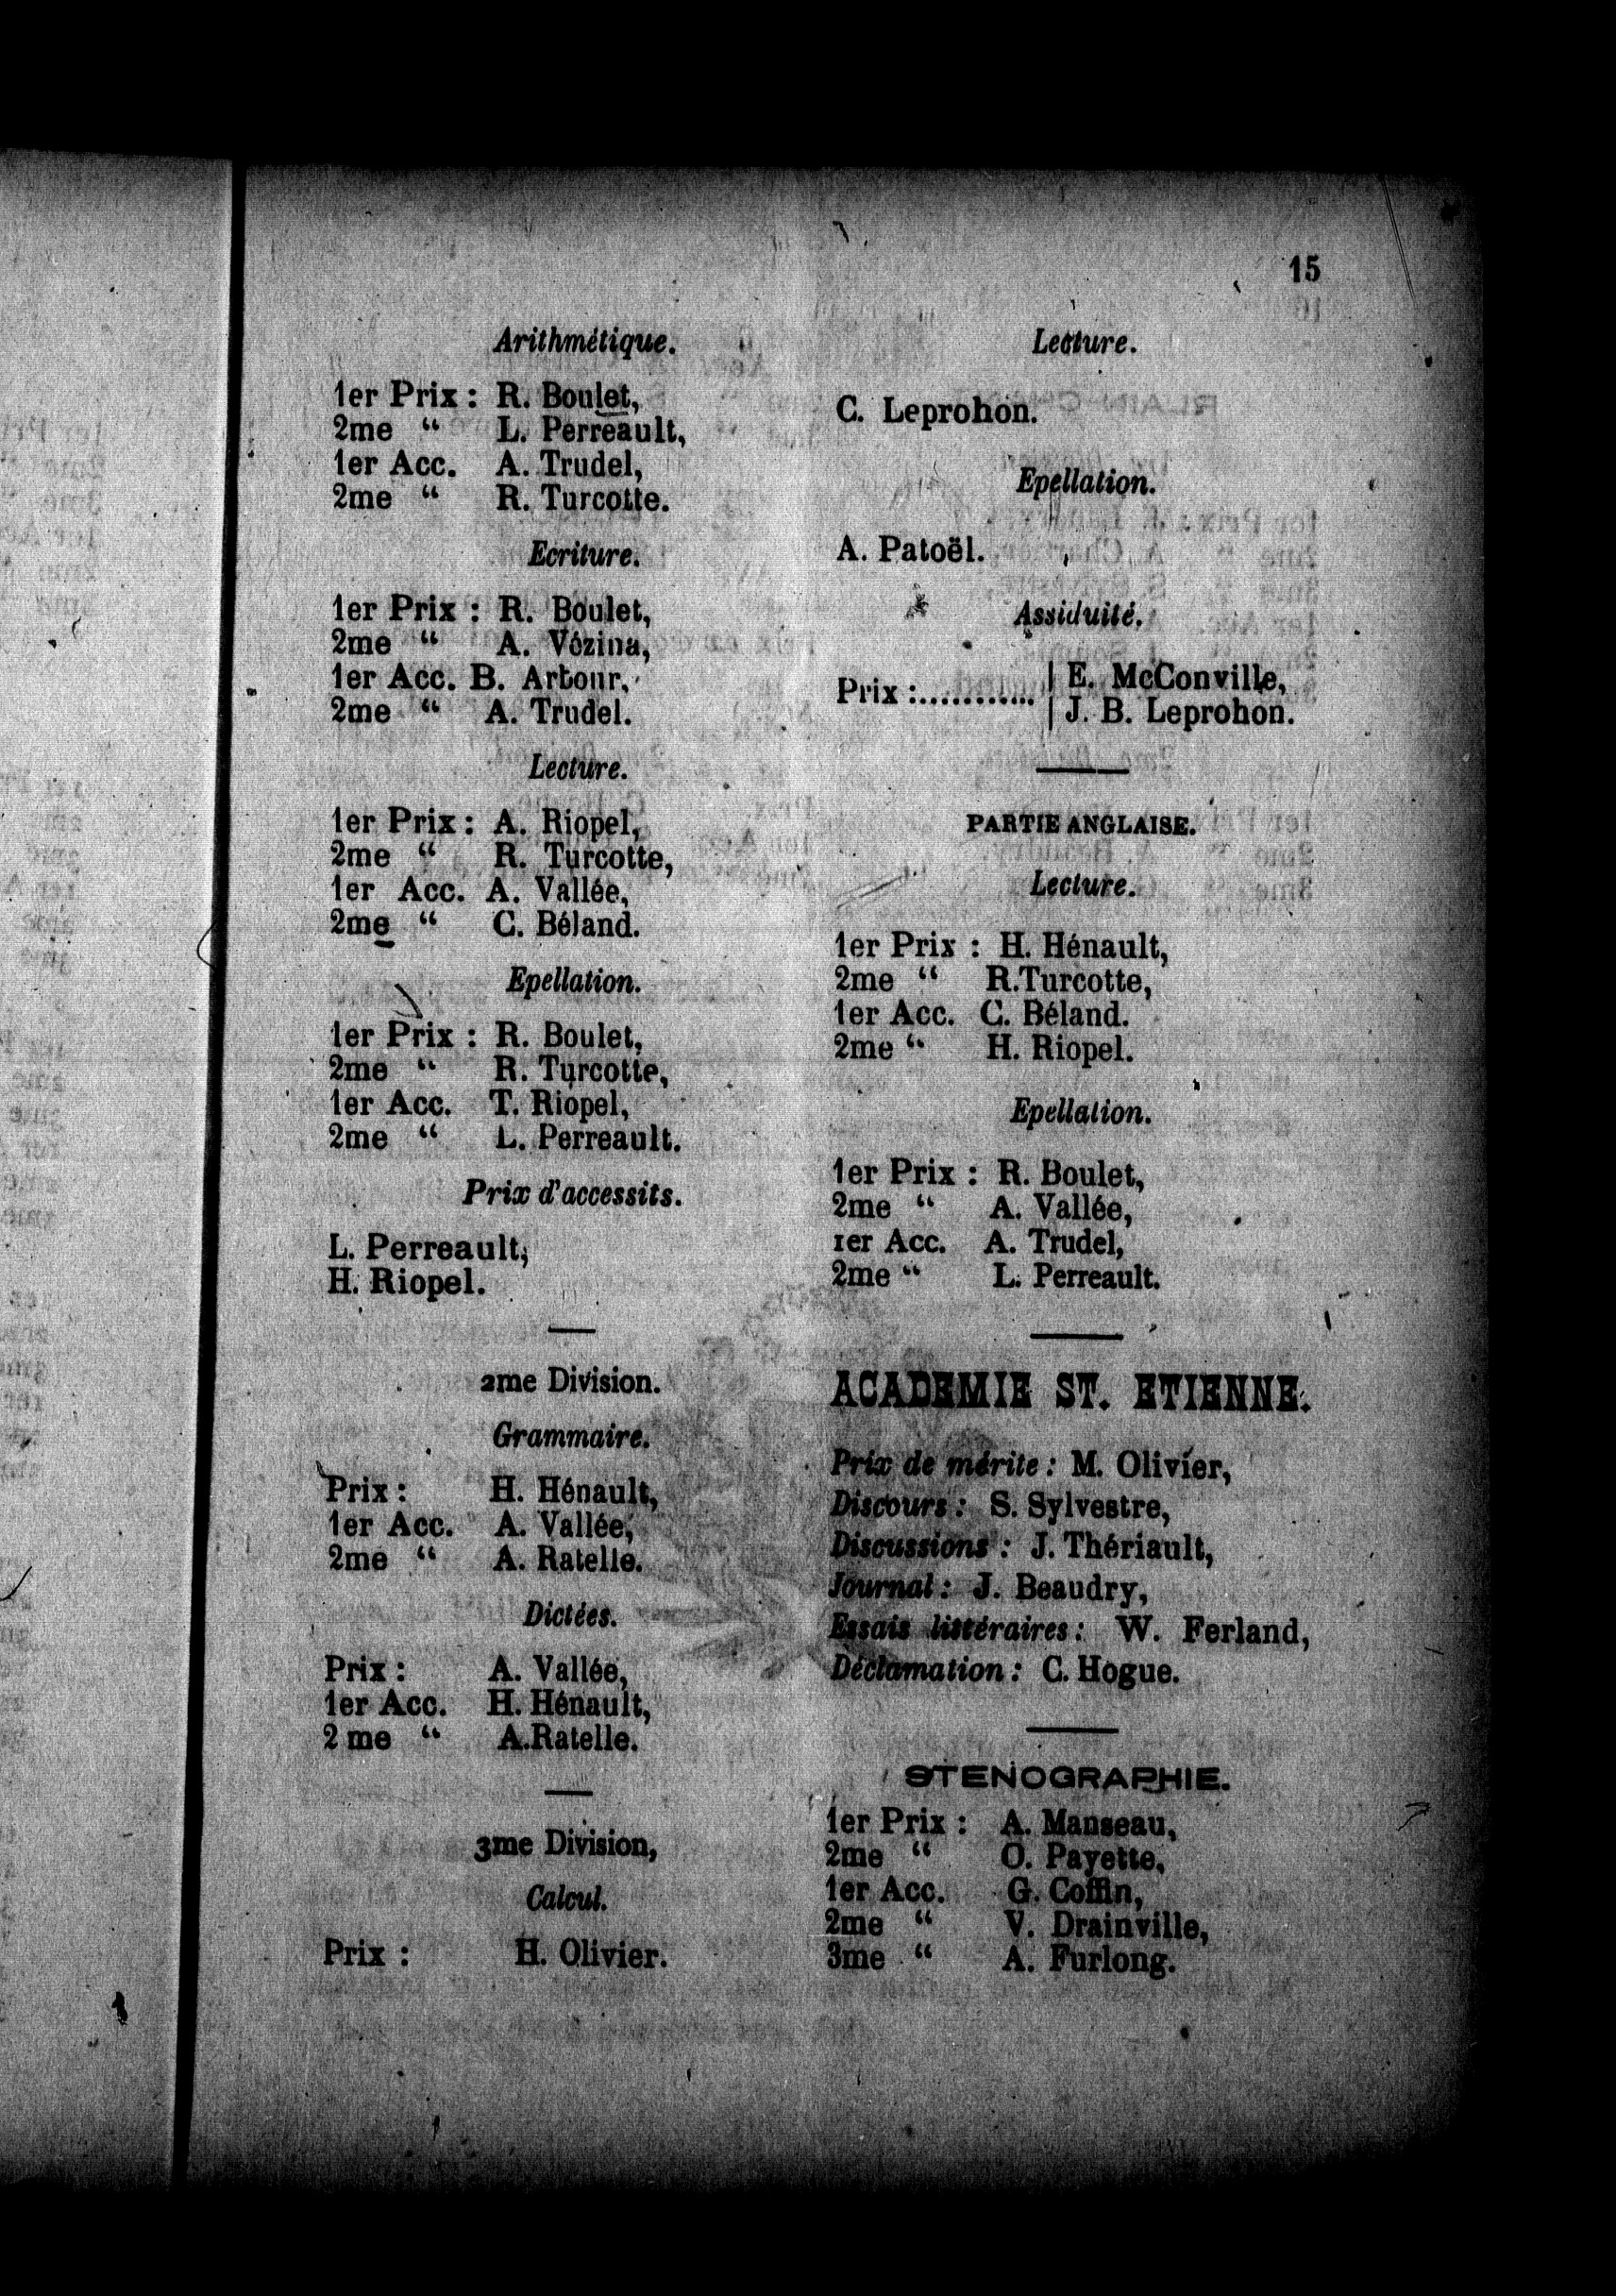 15
Arithmétique.
1er Prix : R. Boulet,
2me “ L. Perreault,
1er Acc. A. Trudel,
2me “ R. Turcotte.
Ecriture.
1er Prix : R. Boulet,
2me “ A. Vézina,
1er Acc. B. Artour,
2me “ A. Trudel.
Lecture.
1er Prix : A. Riopel,
2me “ R. Turcotte,
1er Acc. A. Vallée,
2me “ C. Béland.
Epellation.
1er Prix : R. Boulet,
2me “ R. Turcotte,
1er Acc. T. Riopel,
2me “ L. Perreault.
Prix d'accessits.
L. Perreault,
H. Riopel.
2me Division.
Grammaire.
Prix : H. Hénault,
1er Acc. A. Vallée,
2me “ A. Ratelle.
Dictées.
Prix : A. Vallée,
1er Acc. H. Hénault,
2 me “ A.Ratelle.
3me Division,
Calcul.
Prix : H. Olivier.
Lecture.
C. Leprohon.
Epellation.
A. Patoël.
Assiduité.
Prix :............ | E. McConville,
| J. B. Leprohon.
PARTIE ANGLAISE.
Lecture.
1er Prix : H. Hénault,
2me “ R.Turcotte,
1er Acc. C. Béland.
2me “ H. Riopel.
Epellation.
1er Prix : R. Boulet,
2me “ A. Vallée,
1er Acc. A. Trudel,
2me “ L. Perreault.
ACADEMIE ST. ETIENNE.
Prix de mérite : M. Olivier,
Discours : S. Sylvestre,
Discussions : J. Thériault,
Journal : J. Beaudry,
Essais littéraires : W. Ferland,
Déclamation : C. Hogue.
STENOGRAPHIE.
1er Prix : A. Manseau,
2me “ O. Payette,
1er Acc. G. Coffin,
2me “ V. Drainville,
3me “ A. Furlong.